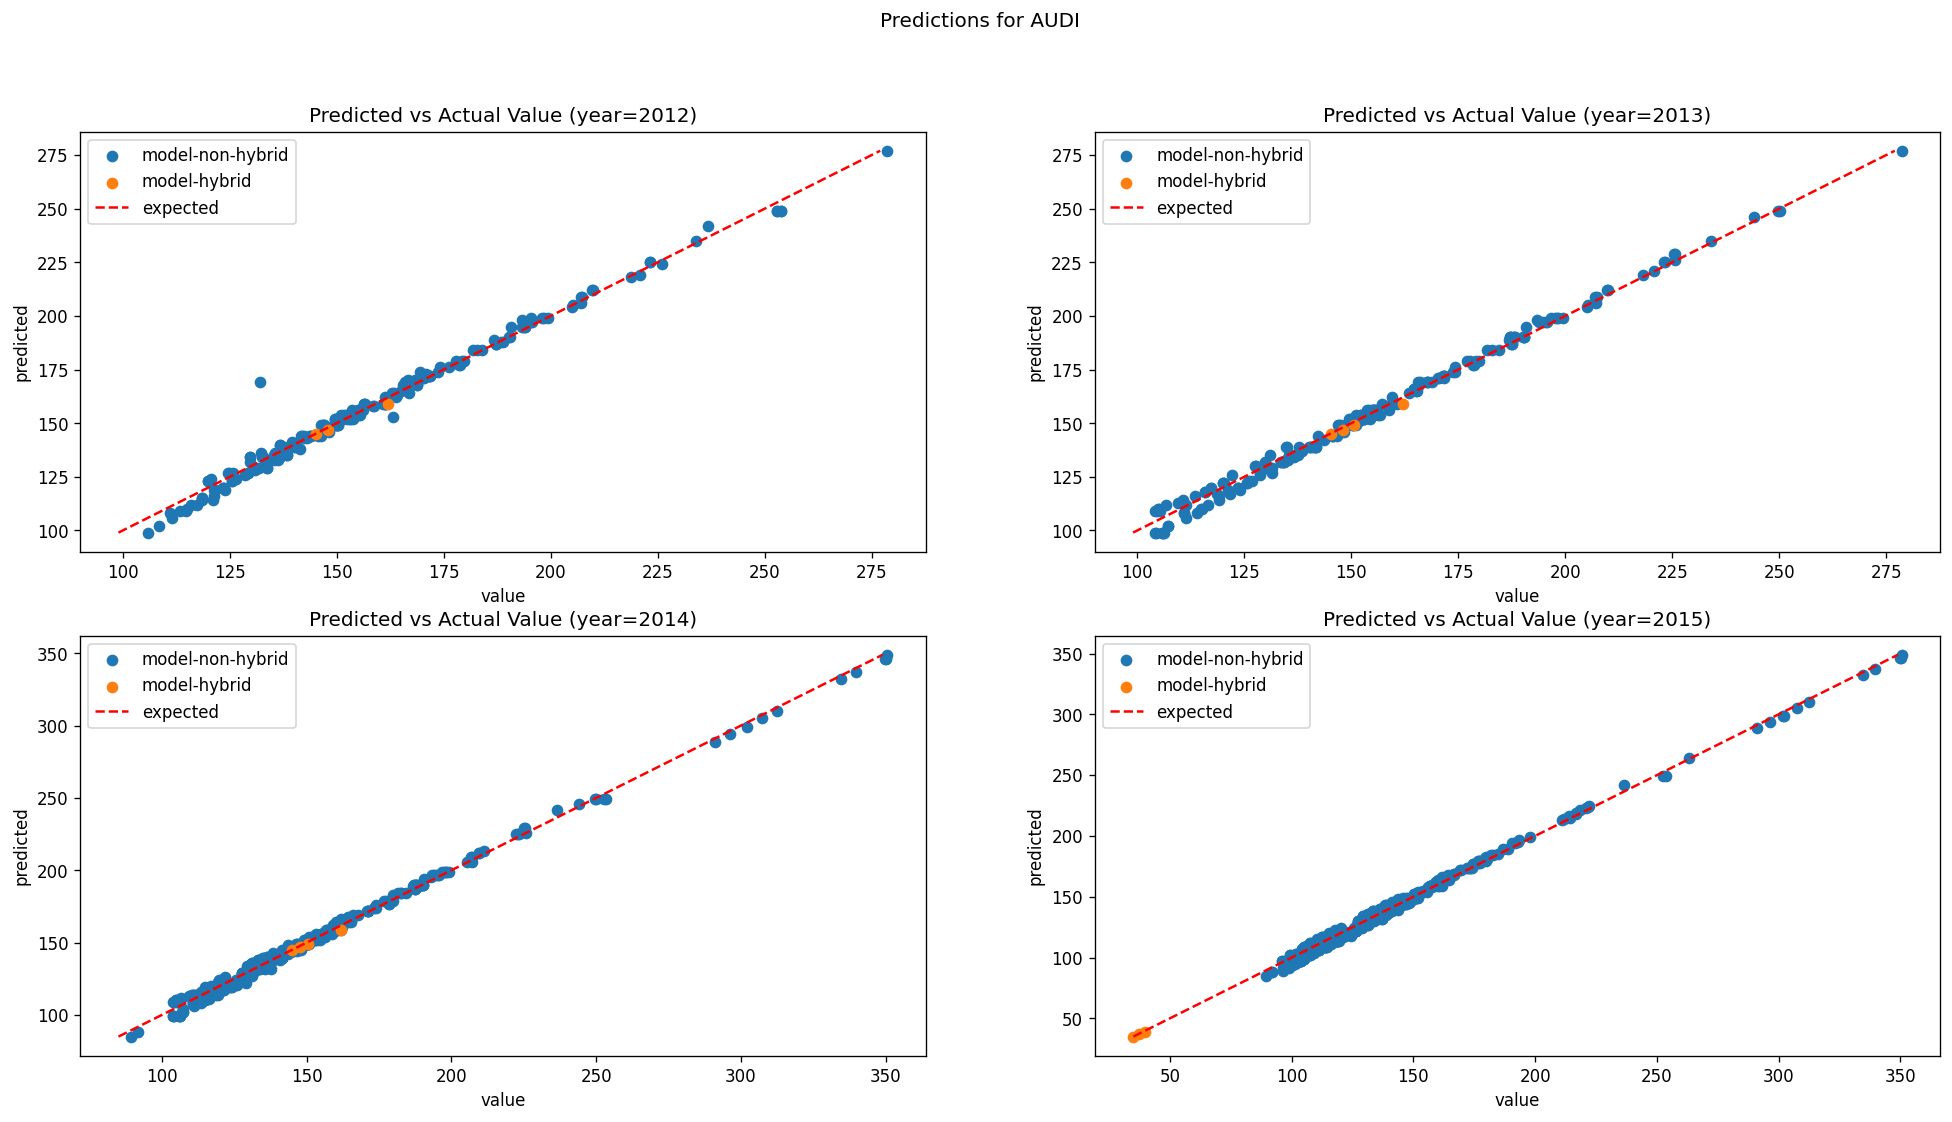 Predictions for AUDI
Predicted vs Actual Value (year=2012)
model-non-hybrid
model-hybrid
expected
predicted
275
250
225
200
175
150
125
100
100 125 150 175 200 225 250 275
value
Predicted vs Actual Value (year=2013)
model-non-hybrid
model-hybrid
expected
predicted
275
250
225
200
175
150
125
100
100 125 150 175 200 225 250 275
value
Predicted vs Actual Value (year=2014)
model-non-hybrid
model-hybrid
expected
predicted
350
300
250
200
150
100
100 150 200 250 300 350
value
Predicted vs Actual Value (year=2015)
model-non-hybrid
model-hybrid
expected
predicted
350
300
250
200
150
100
50
50 100 150 200 250 300 350
value